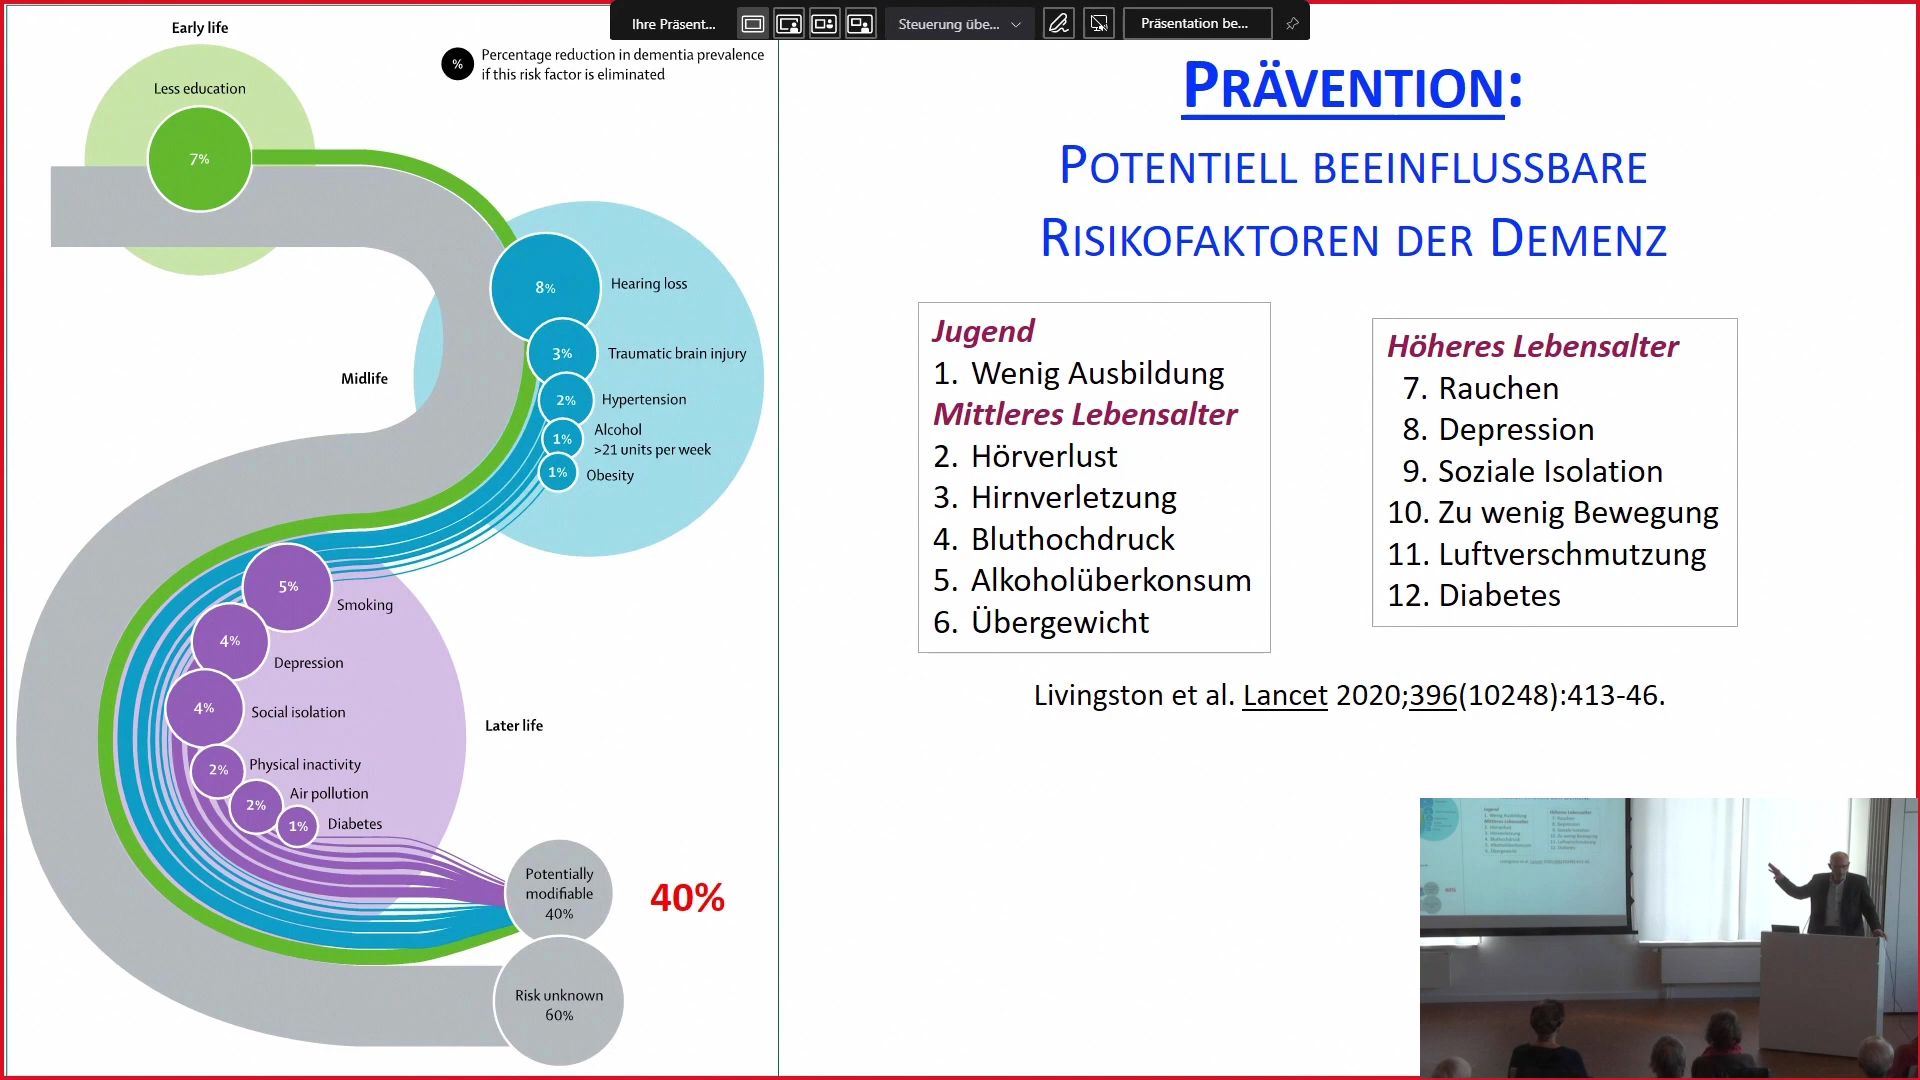 Ihre Präsent...
Steuerung übe...
Präsentation be...
Early life
% Percentage reduction in dementia prevalence
if this risk factor is eliminated
Less education
7%
8% Hearing loss
3% Traumatic brain injury
Midlife
2% Hypertension
1% Alcohol
>21 units per week
1% Obesity
5%
Smoking
4%
Depression
4% Social isolation
Later life
2% Physical inactivity
2% Air pollution
1% Diabetes
Potentially
modifiable
40%
40%
Risk unknown
60%
PRÄVENTION:
POTENTIELL BEEINFLUSSBARE
RISIKOFAKTOREN DER DEMENZ
Jugend
1. Wenig Ausbildung
Mittleres Lebensalter
2. Hörverlust
3. Hirnverletzung
4. Bluthochdruck
5. Alkoholüberkonsum
6. Übergewicht
Höheres Lebensalter
7. Rauchen
8. Depression
9. Soziale Isolation
10. Zu wenig Bewegung
11. Luftverschmutzung
12. Diabetes
Livingston et al. Lancet 2020;396(10248):413-46.